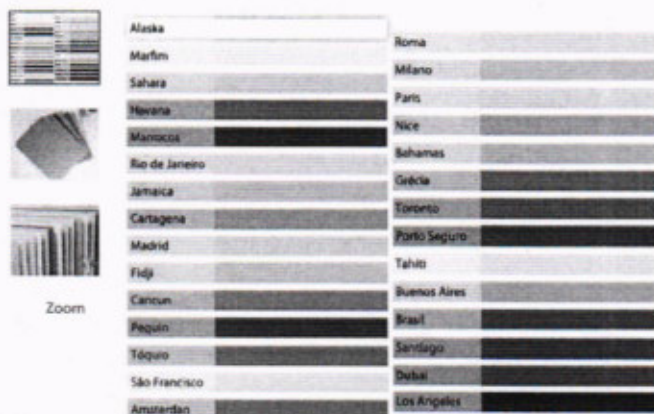 Alaska
Marfim
Sahara
Havana
Marrocos
Rio de Janeiro
Jamaica
Cartagena
Madrid
Fidji
Cancun
Pequin
Tóquio
São Francisco
Amsterdan
Roma
Milano
Paris
Nice
Bahamas
Grécia
Toronto
Porto Seguro
Tahiti
Buenos Aires
Brasil
Santiago
Dubai
Los Angeles
Zoom